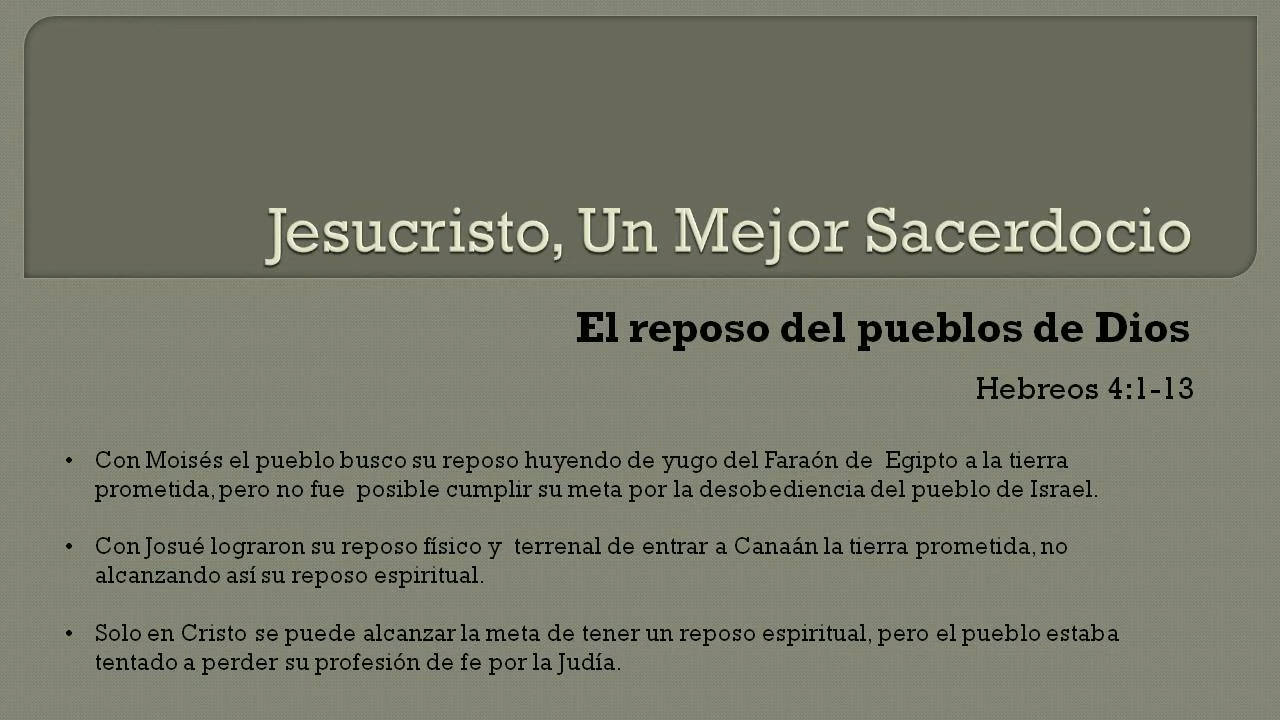 Jesucristo, Un Mejor Sacerdocio
El reposo del pueblos de Dios
Hebreos 4:1-13
• Con Moisés el pueblo busco su reposo huyendo de yugo del Faraón de  Egipto a la tierra
prometida, pero no fue  posible cumplir su meta por la desobediencia del pueblo de Israel.
• Con Josué lograron su reposo físico y  terrenal de entrar a Canaán la tierra prometida, no
alcanzando así su reposo espiritual.
• Solo en Cristo se puede alcanzar la meta de tener un reposo espiritual, pero el pueblo estaba
tentado a perder su profesión de fe por la Judía.